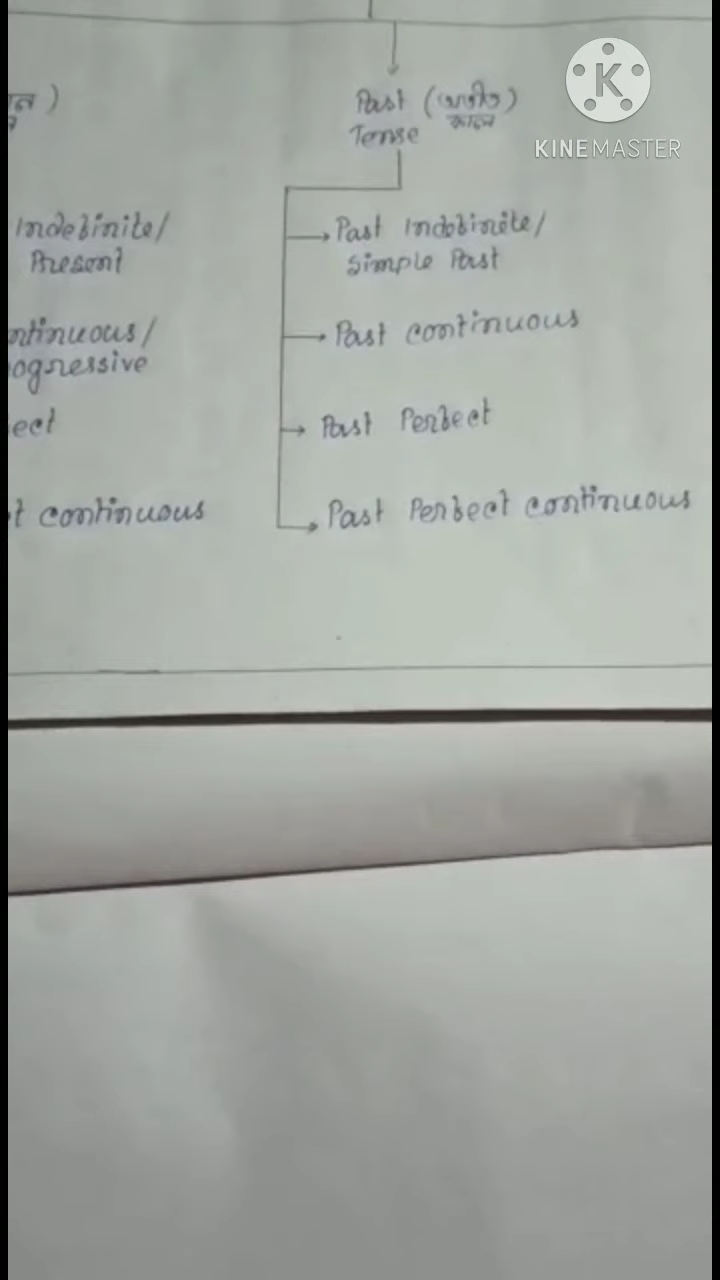 Past (অতীত)
কাল
Tense
Indefinite/
Present
ntinuous/
ogressive
ect
t continuous
Past Indefinite/
Simple Past
Past continuous
Past Perfect
Past Perfect continuous
KINEMASTER